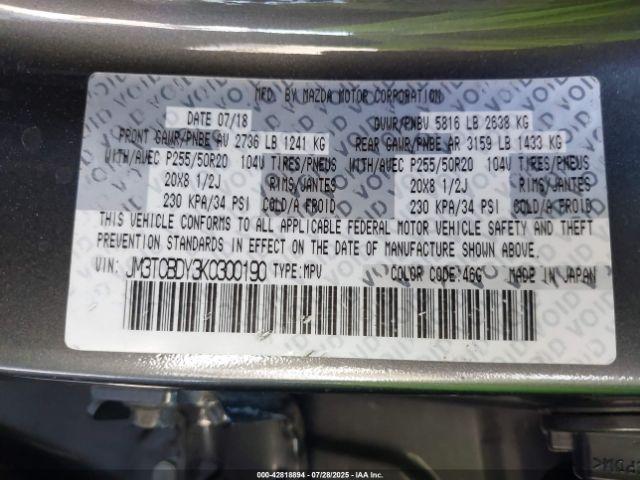 MFD. BY MAZDA MOTOR CORPORATION
DATE 07/18 GVWR/PNBV 5816 LB 2638 KG
FRONT GAWR/PNBE AV 2736 LB 1241 KG REAR GAWR/PNBE AR 3159 LB 1433 KG
WITH/AVEC P255/50R20 104V TIRES/PNEUS WITH/AVEC P255/50R20 104V TIRES/PNEUS
20X8 1/2J RIMS/JANTES 20X8 1/2J RIMS/JANTES
230 KPA/34 PSI COLD/A FROID 230 KPA/34 PSI COLD/A FROID
THIS VEHICLE CONFORMS TO ALL APPLICABLE FEDERAL MOTOR VEHICLE SAFETY AND THEFT
PREVENTION STANDARDS IN EFFECT ON THE DATE OF MANUFACTURE SHOWN ABOVE.
VIN: JM3TCBDY3K0300190 TYPE:MPV COLOR CODE:46G MADE IN JAPAN
VOID VOID VOID
000-42818894 07/28/2025 IAAI.COM